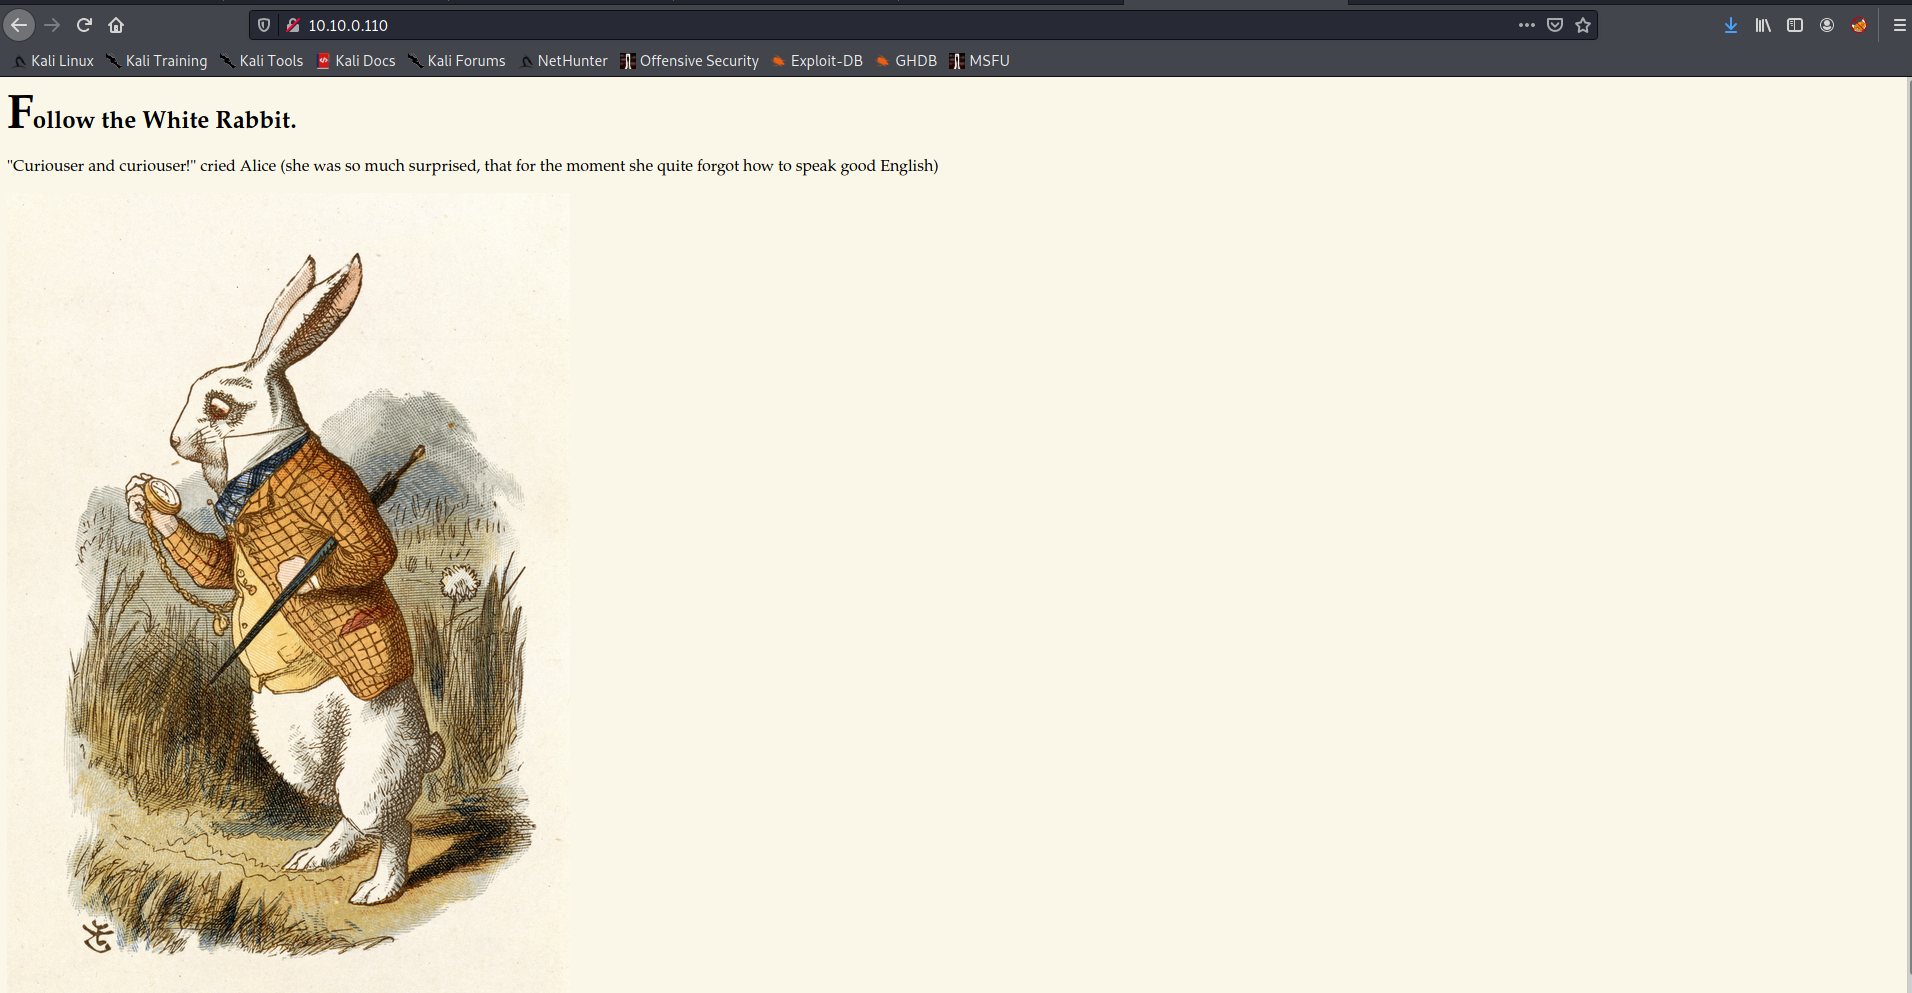 10.10.0.110
Kali Linux Kali Training Kali Tools Kali Docs Kali Forums NetHunter Offensive Security Exploit-DB GHDB MSFU
Follow the White Rabbit.
"Curiouser and curiouser!" cried Alice (she was so much surprised, that for the moment she quite forgot how to speak good English)